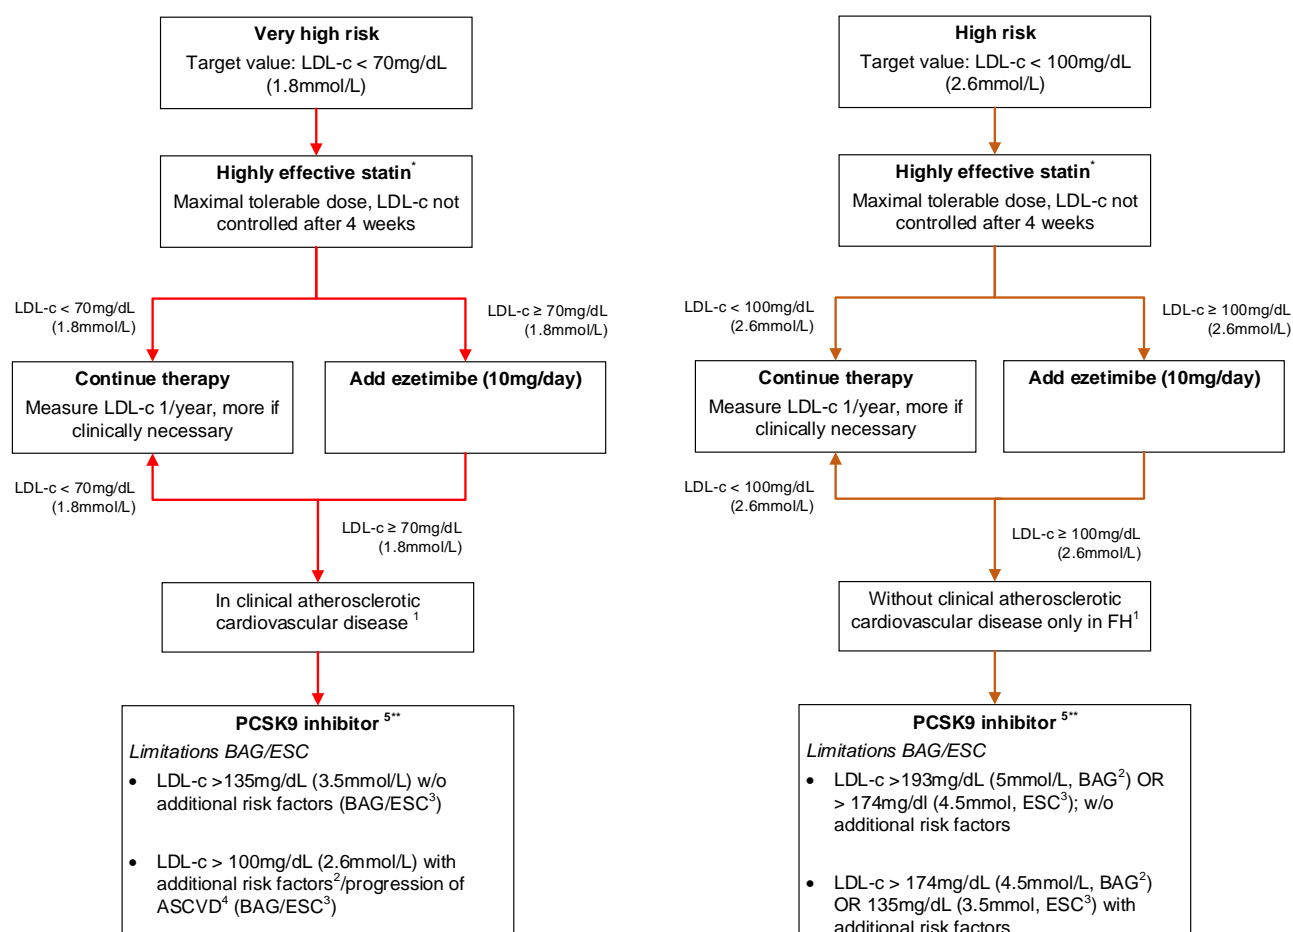 Very high risk
Target value: LDL-c < 70mg/dL
(1.8mmol/L)
Highly effective statin*
Maximal tolerable dose, LDL-c not
controlled after 4 weeks
LDL-c < 70mg/dL
(1.8mmol/L)
LDL-c ≥ 70mg/dL
(1.8mmol/L)
Continue therapy
Measure LDL-c 1/year, more if
clinically necessary
Add ezetimibe (10mg/day)
LDL-c < 70mg/dL
(1.8mmol/L)
LDL-c ≥ 70mg/dL
(1.8mmol/L)
In clinical atherosclerotic
cardiovascular disease 1
PCSK9 inhibitor 5**
Limitations BAG/ESC
• LDL-c >135mg/dL (3.5mmol/L) w/o
additional risk factors (BAG/ESC3)
• LDL-c > 100mg/dL (2.6mmol/L) with
additional risk factors2/progression of
ASCVD4 (BAG/ESC3)
High risk
Target value: LDL-c < 100mg/dL
(2.6mmol/L)
Highly effective statin*
Maximal tolerable dose, LDL-c not
controlled after 4 weeks
LDL-c < 100mg/dL
(2.6mmol/L)
LDL-c ≥ 100mg/dL
(2.6mmol/L)
Continue therapy
Measure LDL-c 1/year, more if
clinically necessary
Add ezetimibe (10mg/day)
LDL-c < 100mg/dL
(2.6mmol/L)
LDL-c ≥ 100mg/dL
(2.6mmol/L)
Without clinical atherosclerotic
cardiovascular disease only in FH1
PCSK9 inhibitor 5**
Limitations BAG/ESC
• LDL-c >193mg/dL (5mmol/L, BAG2) OR
> 174mg/dl (4.5mmol, ESC3); w/o
additional risk factors
• LDL-c > 174mg/dL (4.5mmol/L, BAG2)
OR 135mg/dL (3.5mmol, ESC3) with
additional risk factors